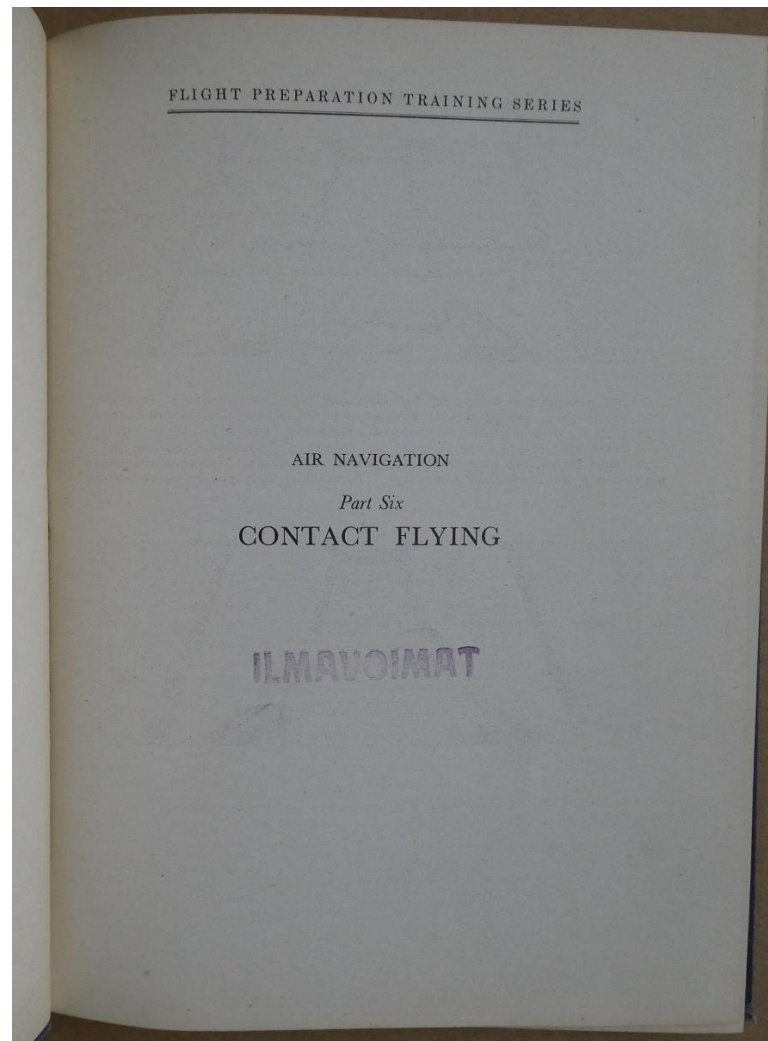 FLIGHT PREPARATION TRAINING SERIES
AIR NAVIGATION
Part Six
CONTACT FLYING
ILMAVOIMAT